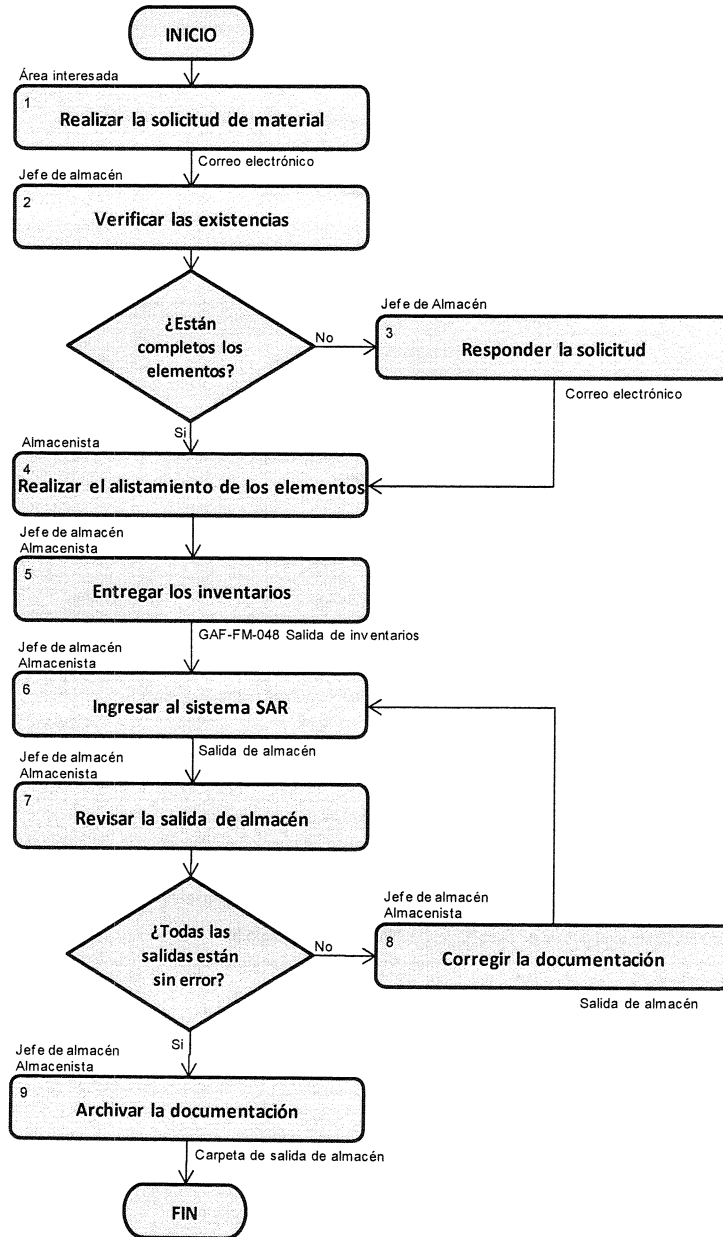 INICIO
Área interesada
1
Realizar la solicitud de material
Correo electrónico
Jefe de almacén
2
Verificar las existencias
¿Están
completos los
elementos?
No
Jefe de Almacén
3
Responder la solicitud
Correo electrónico
Si
Almacenista
4
Realizar el alistamiento de los elementos
Jefe de almacén
Almacenista
5
Entregar los inventarios
GAF-FM-048 Salida de inventarios
Jefe de almacén
Almacenista
6
Ingresar al sistema SAR
Salida de almacén
Jefe de almacén
Almacenista
7
Revisar la salida de almacén
¿Todas las
salidas están
sin error?
No
Jefe de almacén
Almacenista
8
Corregir la documentación
Salida de almacén
Si
Jefe de almacén
Almacenista
9
Archivar la documentación
Carpeta de salida de almacén
FIN